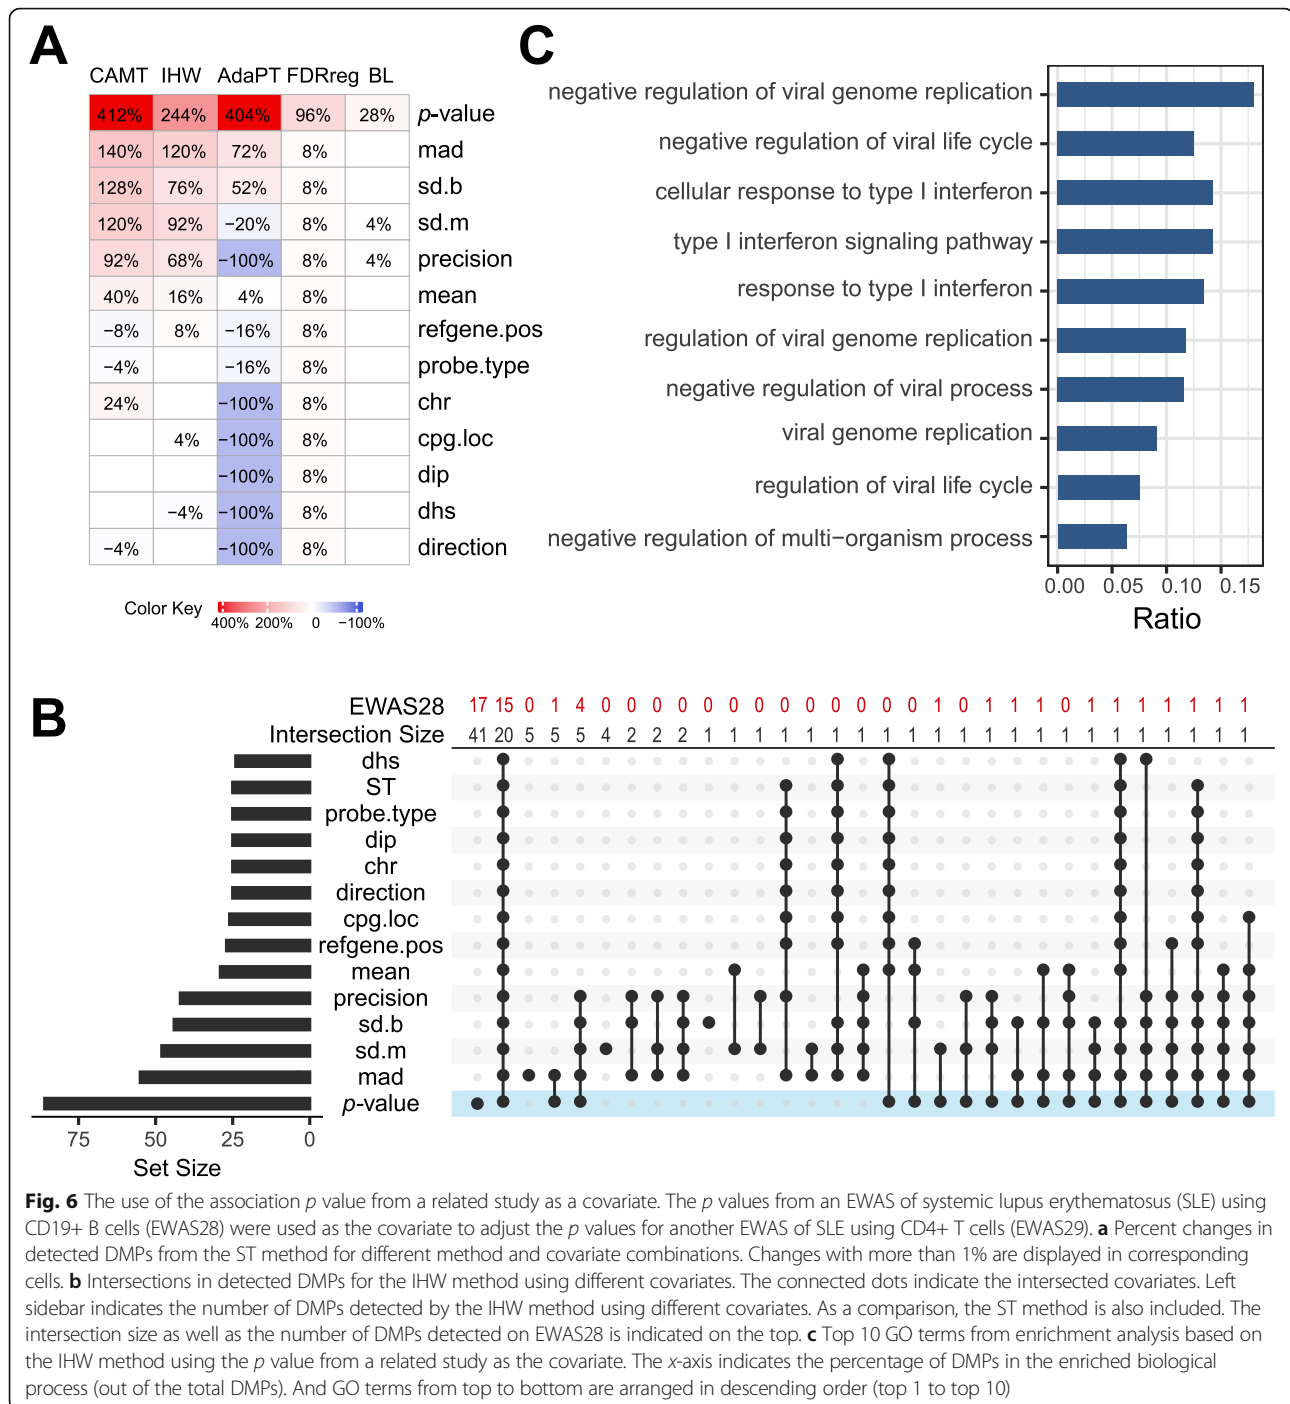 A
CAMT IHW AdaPT FDRreg BL
412% 244% 404% 96% 28% p-value
140% 120% 72% 8% mad
128% 76% 52% 8% sd.b
120% 92% −20% 8% 4% sd.m
92% 68% −100% 8% 4% precision
40% 16% 4% 8% mean
−8% 8% −16% 8% refgene.pos
−4% −16% 8% probe.type
24% −100% 8% chr
4% −100% 8% cpg.loc
−100% 8% dip
−4% −100% 8% dhs
−4% −100% 8% direction
Color Key
400% 200% 0 −100%
C
negative regulation of viral genome replication
negative regulation of viral life cycle
cellular response to type I interferon
type I interferon signaling pathway
response to type I interferon
regulation of viral genome replication
negative regulation of viral process
viral genome replication
regulation of viral life cycle
negative regulation of multi−organism process
0.00 0.05 0.10 0.15
Ratio
B
EWAS28 17 15 0 1 4 0 0 0 0 0 0 0 0 0 0 0 0 1 0 1 1 1 0 1 1 1 1 1 1 1 1
Intersection Size 41 20 5 5 5 4 2 2 2 1 1 1 1 1 1 1 1 1 1 1 1 1 1 1 1 1 1 1 1 1 1
dhs
ST
probe.type
dip
chr
direction
cpg.loc
refgene.pos
mean
precision
sd.b
sd.m
mad
p-value
75 50 25 0
Set Size
Fig. 6 The use of the association p value from a related study as a covariate. The p values from an EWAS of systemic lupus erythematosus (SLE) using
CD19+ B cells (EWAS28) were used as the covariate to adjust the p values for another EWAS of SLE using CD4+ T cells (EWAS29). a Percent changes in
detected DMPs from the ST method for different method and covariate combinations. Changes with more than 1% are displayed in corresponding
cells. b Intersections in detected DMPs for the IHW method using different covariates. The connected dots indicate the intersected covariates. Left
sidebar indicates the number of DMPs detected by the IHW method using different covariates. As a comparison, the ST method is also included. The
intersection size as well as the number of DMPs detected on EWAS28 is indicated on the top. c Top 10 GO terms from enrichment analysis based on
the IHW method using the p value from a related study as the covariate. The x-axis indicates the percentage of DMPs in the enriched biological
process (out of the total DMPs). And GO terms from top to bottom are arranged in descending order (top 1 to top 10)